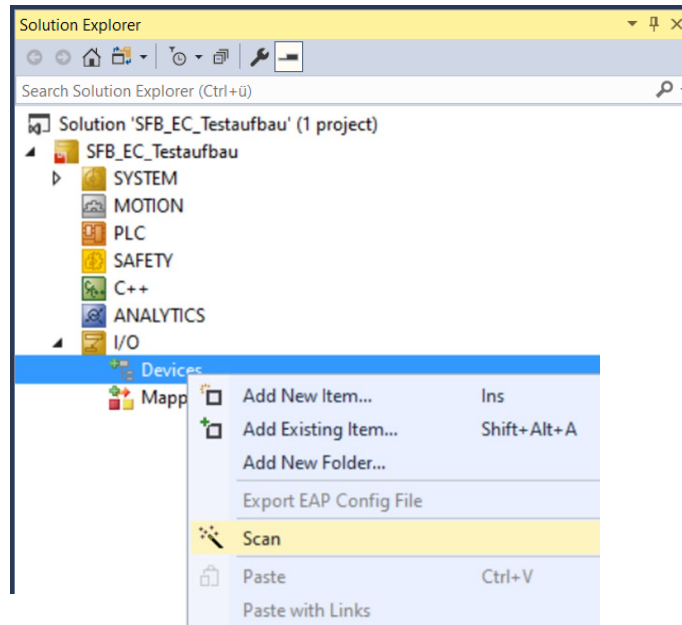 Solution Explorer
Search Solution Explorer (Ctrl+ü)
Solution 'SFB_EC_Testaufbau' (1 project)
SFB_EC_Testaufbau
SYSTEM
MOTION
PLC
SAFETY
C++
ANALYTICS
I/O
Devices
Mapp
Add New Item... Ins
Add Existing Item... Shift+Alt+A
Add New Folder...
Export EAP Config File
Scan
Paste Ctrl+V
Paste with Links